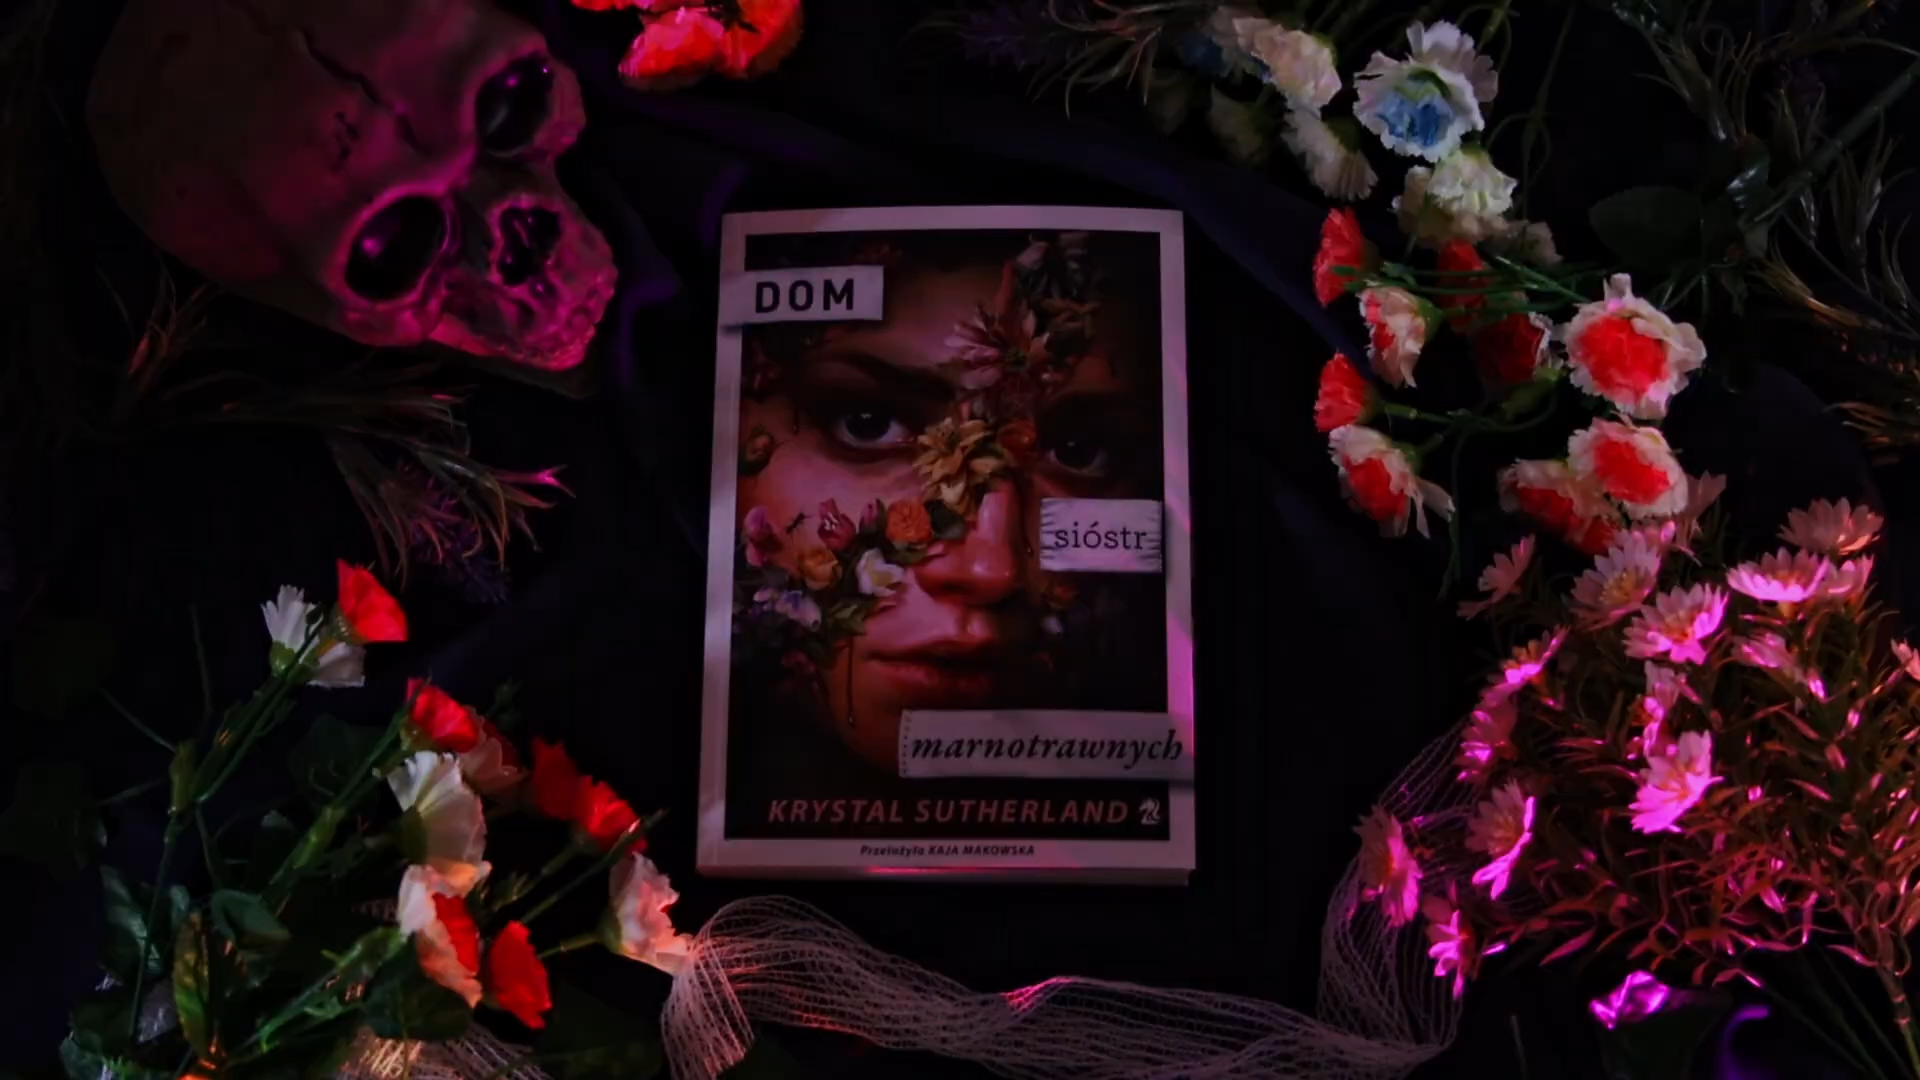 DOM
sióstr
marnotrawnych
KRYSTAL SUTHERLAND
Przełożyła KAJA MAKOWSKA